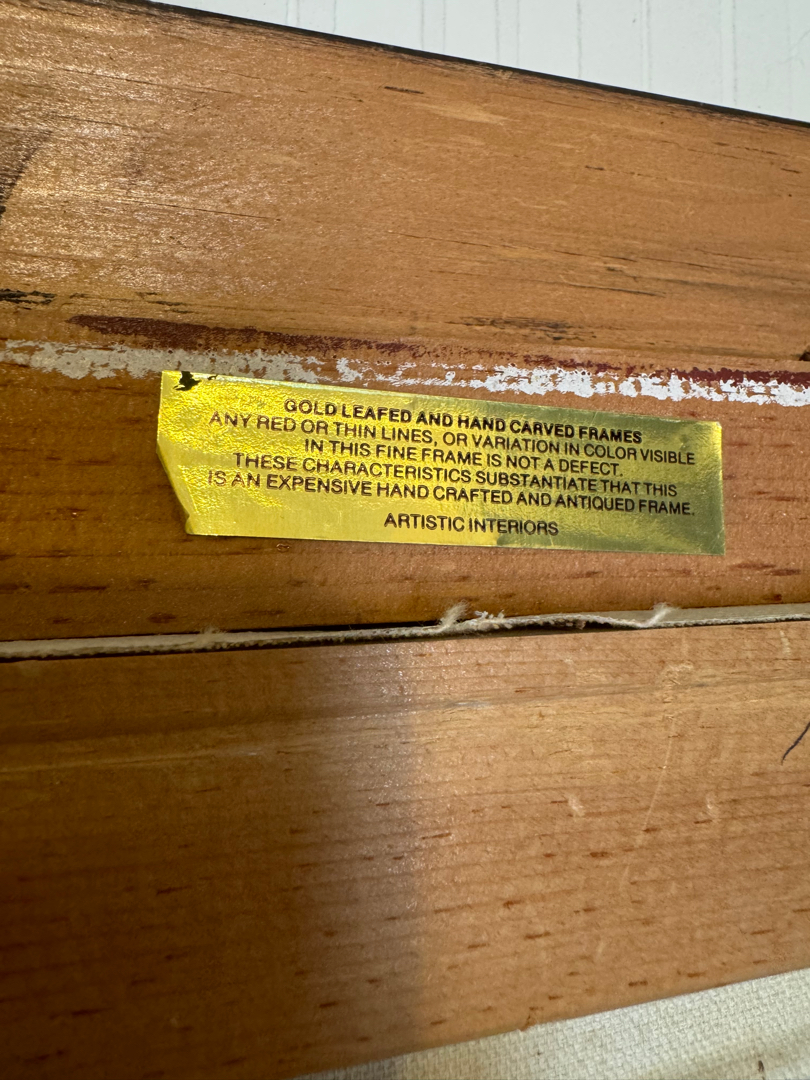 GOLD LEAFED AND HAND CARVED FRAMES
ANY RED OR THIN LINES, OR VARIATION IN COLOR VISIBLE
IN THIS FINE FRAME IS NOT A DEFECT.
THESE CHARACTERISTICS SUBSTANTIATE THAT THIS
IS AN EXPENSIVE HAND CRAFTED AND ANTIQUED FRAME.
ARTISTIC INTERIORS